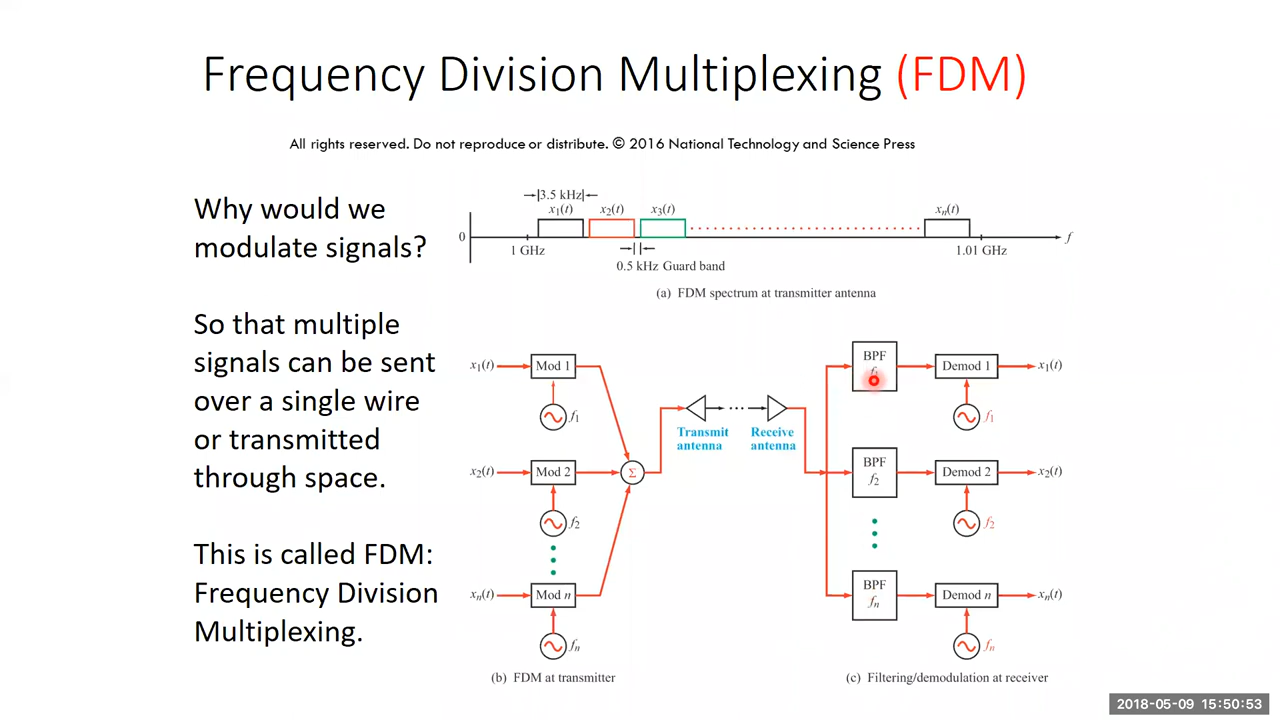 Frequency Division Multiplexing (FDM)
All rights reserved. Do not reproduce or distribute. © 2016 National Technology and Science Press
Why would we
modulate signals?
So that multiple
signals can be sent
over a single wire
or transmitted
through space.
This is called FDM:
Frequency Division
Multiplexing.
3.5 kHz
x1(t) x2(t) x3(t) xn(t)
0 f
1 GHz 1.01 GHz
0.5 kHz Guard band
(a) FDM spectrum at transmitter antenna
x1(t) Mod 1
f1
x2(t) Mod 2 Σ
f2
xn(t) Mod n
fn
(b) FDM at transmitter
Transmit
antenna
Receive
antenna
BPF
Demod 1 x1(t)
f1
BPF
f2
Demod 2 x2(t)
f2
BPF
fn
Demod n xn(t)
fn
(c) Filtering/demodulation at receiver
2018-05-09 15:50:53